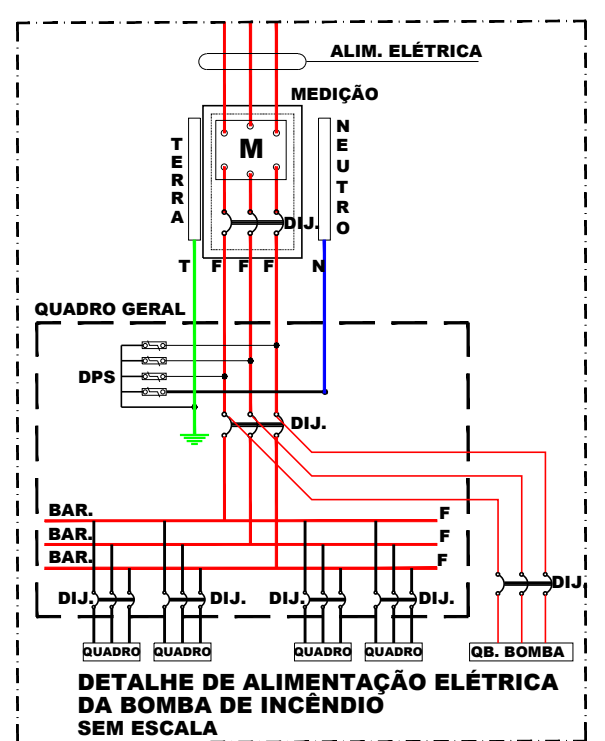 ALIM. ELÉTRICA
MEDIÇÃO
TERRA
M
NEUTRO
DIJ.
T F F F N
QUADRO GERAL
DPS
DIJ.
BAR. F
BAR. F
BAR. F
DIJ.
DIJ. DIJ. DIJ. DIJ.
QUADRO QUADRO QUADRO QUADRO QB. BOMBA
DETALHE DE ALIMENTAÇÃO ELÉTRICA
DA BOMBA DE INCÊNDIO
SEM ESCALA